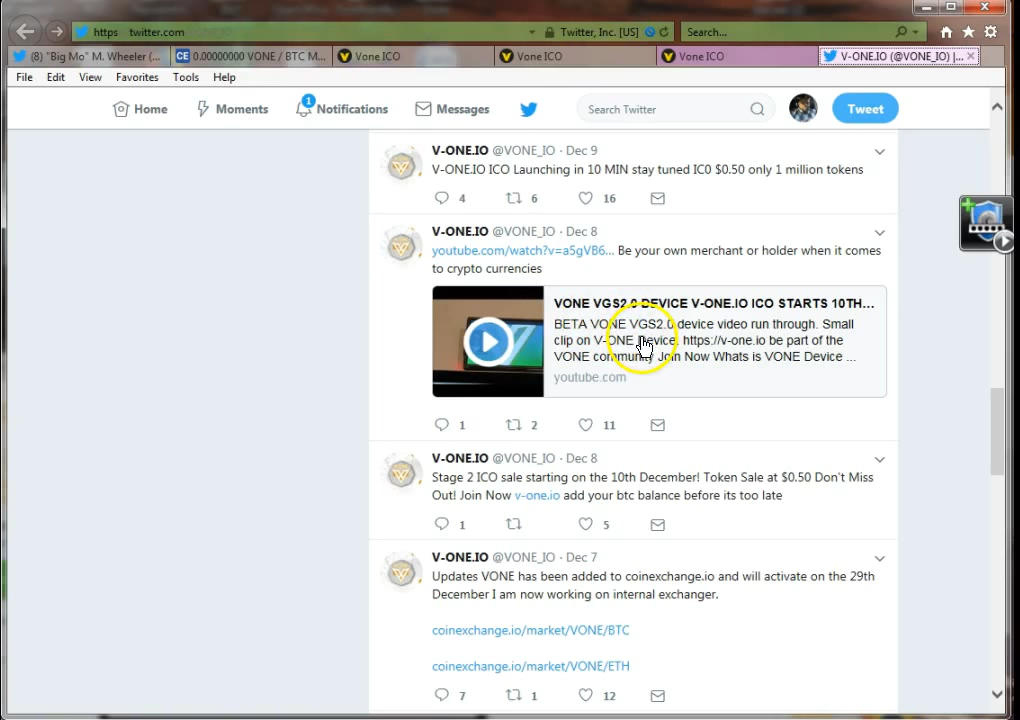 https twitter.com
Twitter, Inc. [US]
Search...
(8) "Big Mo" M. Wheeler (...
CE 0.00000000 VONE / BTC M...
Vone ICO
Vone ICO
Vone ICO
V-ONE.IO (@VONE_IO) |...
File Edit View Favorites Tools Help
Home
Moments
1
Notifications
Messages
Search Twitter
Tweet
V-ONE.IO @VONE_IO · Dec 9
V-ONE.IO ICO Launching in 10 MIN stay tuned IC0 $0.50 only 1 million tokens
4 6 16
V-ONE.IO @VONE_IO · Dec 8
youtube.com/watch?v=a5gVB6... Be your own merchant or holder when it comes
to crypto currencies
VONE VGS2.0 DEVICE V-ONE.IO ICO STARTS 10TH...
BETA VONE VGS2.0 device video run through. Small
clip on V-ONE Device. https://v-one.io be part of the
VONE community Join Now Whats is VONE Device ...
youtube.com
1 2 11
V-ONE.IO @VONE_IO · Dec 8
Stage 2 ICO sale starting on the 10th December! Token Sale at $0.50 Don't Miss
Out! Join Now v-one.io add your btc balance before its too late
1 5
V-ONE.IO @VONE_IO · Dec 7
Updates VONE has been added to coinexchange.io and will activate on the 29th
December I am now working on internal exchanger.
coinexchange.io/market/VONE/BTC
coinexchange.io/market/VONE/ETH
7 1 12